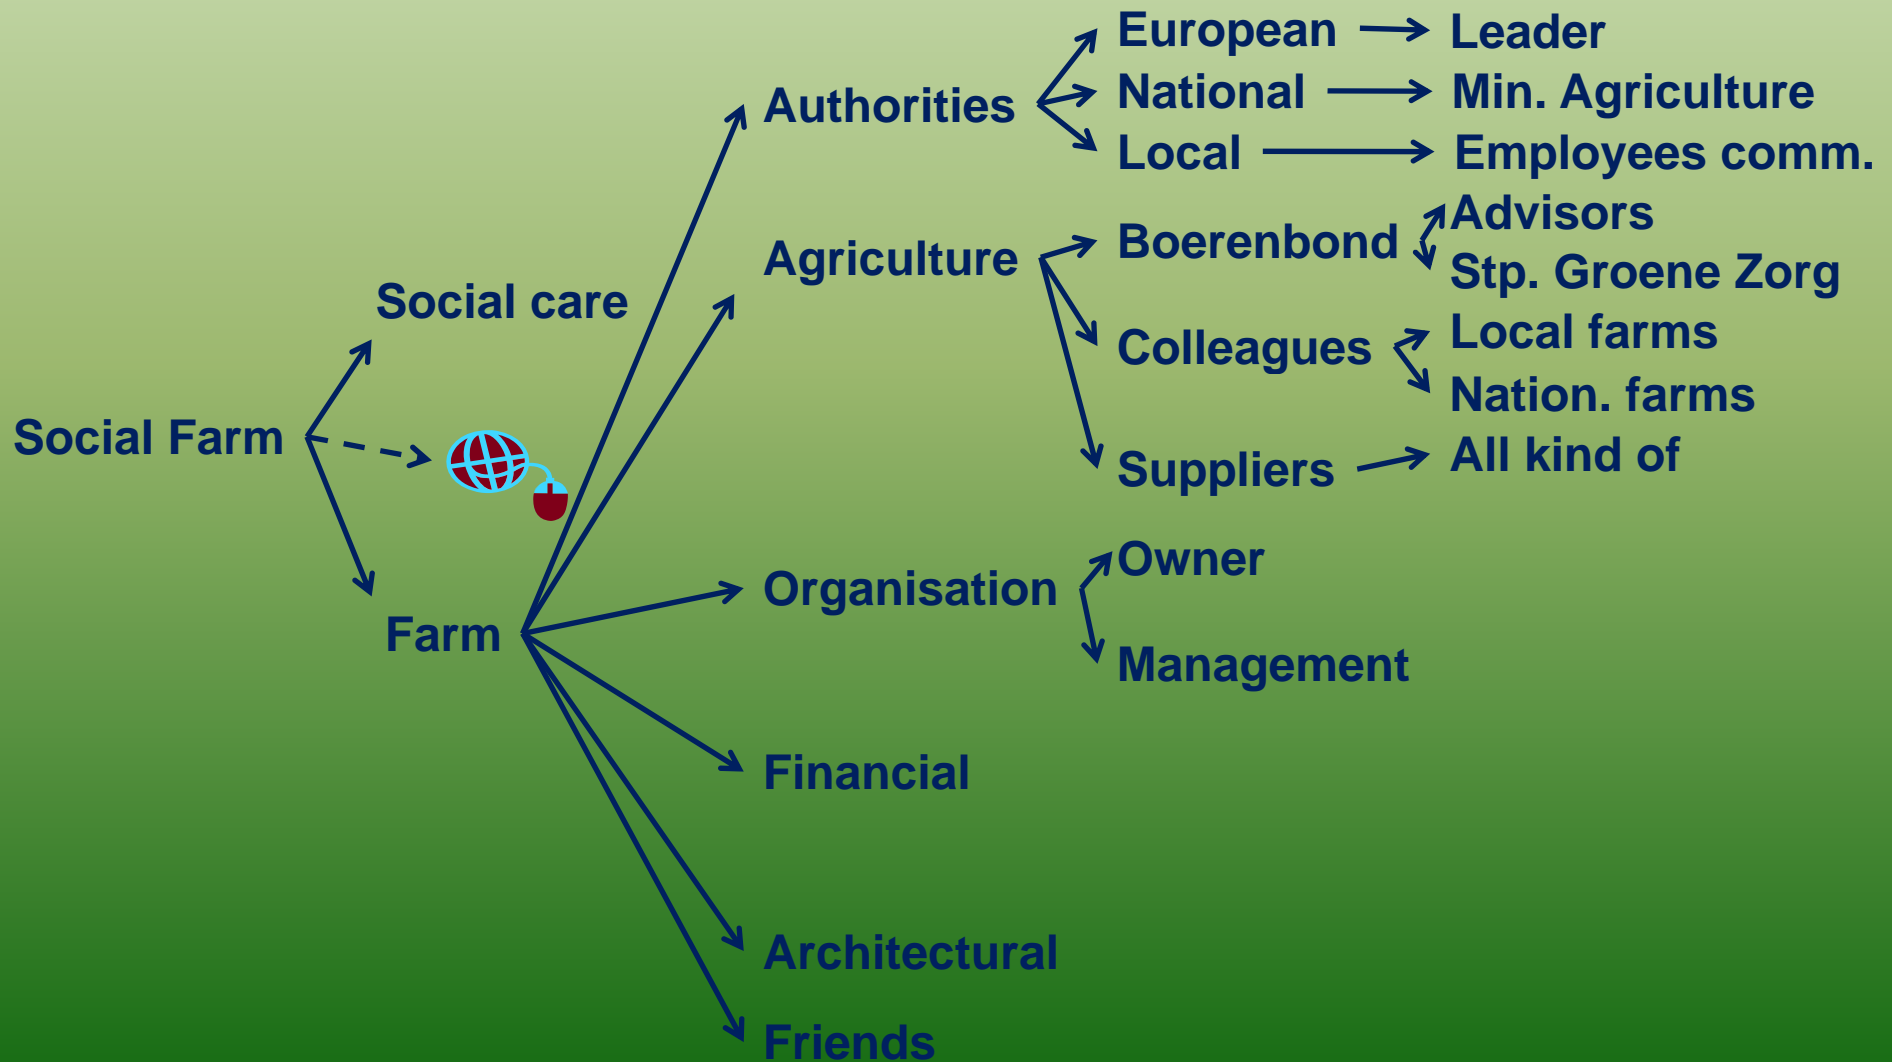 European
Leader
Authorities
National
Min. Agriculture
Local
Employees comm.
Agriculture
Boerenbond
Advisors
Stp. Groene Zorg
Social care
Colleagues
Local farms
Nation. farms
Social Farm
Suppliers
All kind of
Farm
Organisation
Owner
Management
Financial
Architectural
Friends